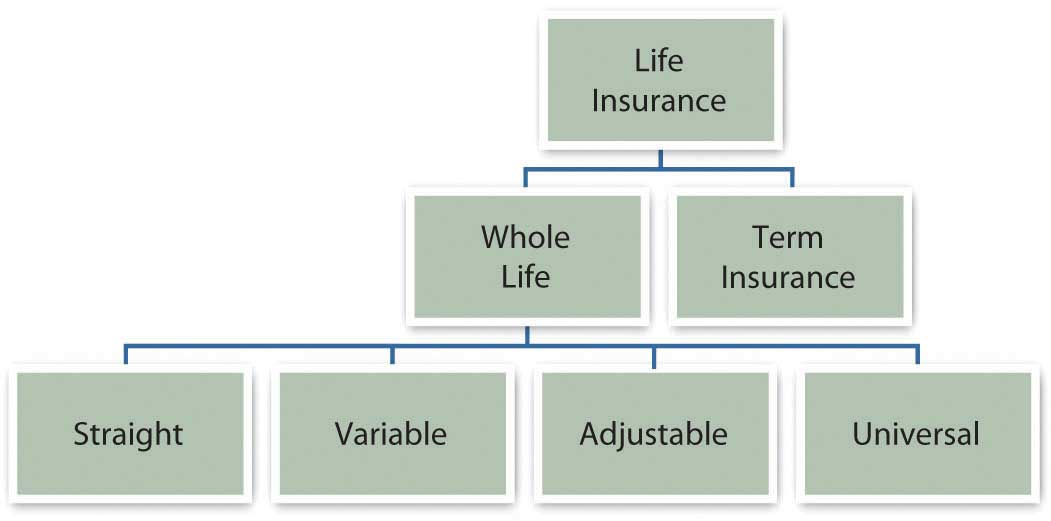 Life
Insurance
Whole
Life
Term
Insurance
Straight
Variable
Adjustable
Universal